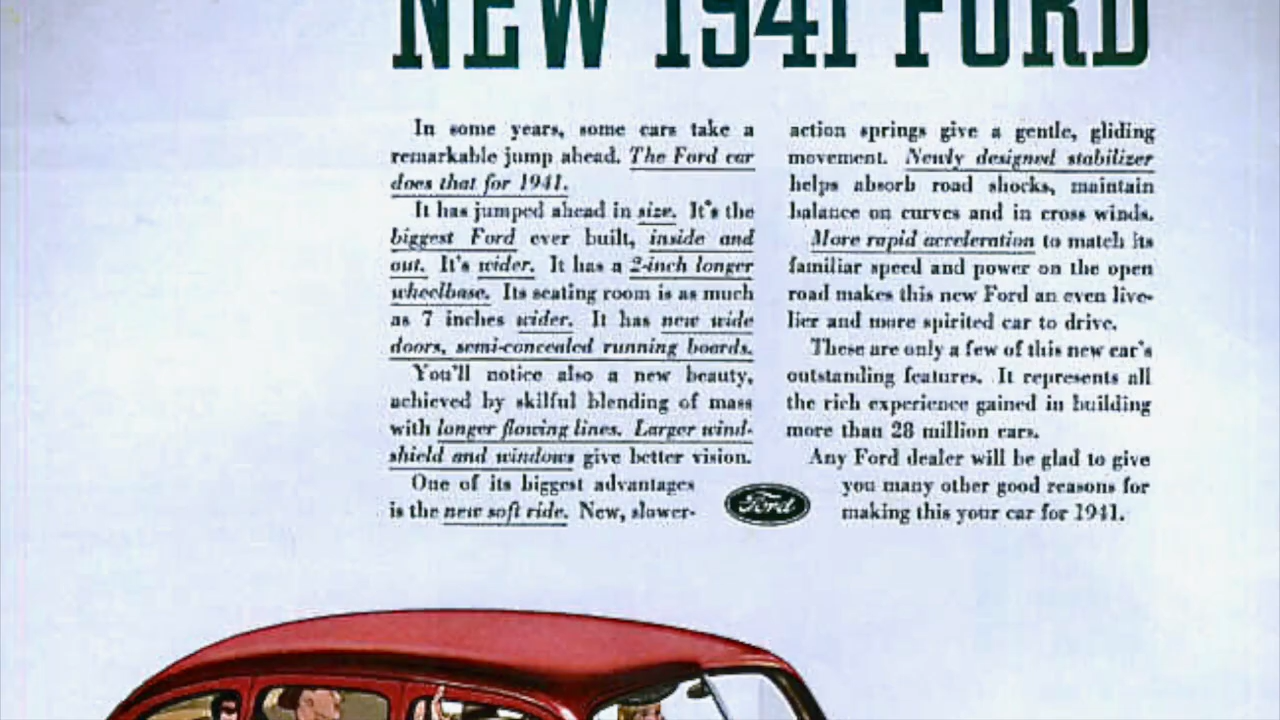 NEW 1941 FORD
In some years, some cars take a
remarkable jump ahead. The Ford car
does that for 1941.
It has jumped ahead in size. It's the
biggest Ford ever built, inside and
out. It's wider. It has a 2-inch longer
wheelbase. Its seating room is as much
as 7 inches wider. It has new wide
doors, semi-concealed running boards.
You'll notice also a new beauty,
achieved by skilful blending of mass
with longer flowing lines. Larger wind-
shield and windows give better vision.
One of its biggest advantages
is the new soft ride. New, slower-
action springs give a gentle, gliding
movement. Newly designed stabilizer
helps absorb road shocks, maintain
balance on curves and in cross winds.
More rapid acceleration to match its
familiar speed and power on the open
road makes this new Ford an even live-
lier and more spirited car to drive.
These are only a few of this new car's
outstanding features. It represents all
the rich experience gained in building
more than 28 million cars.
Any Ford dealer will be glad to give
you many other good reasons for
making this your car for 1941.
Ford